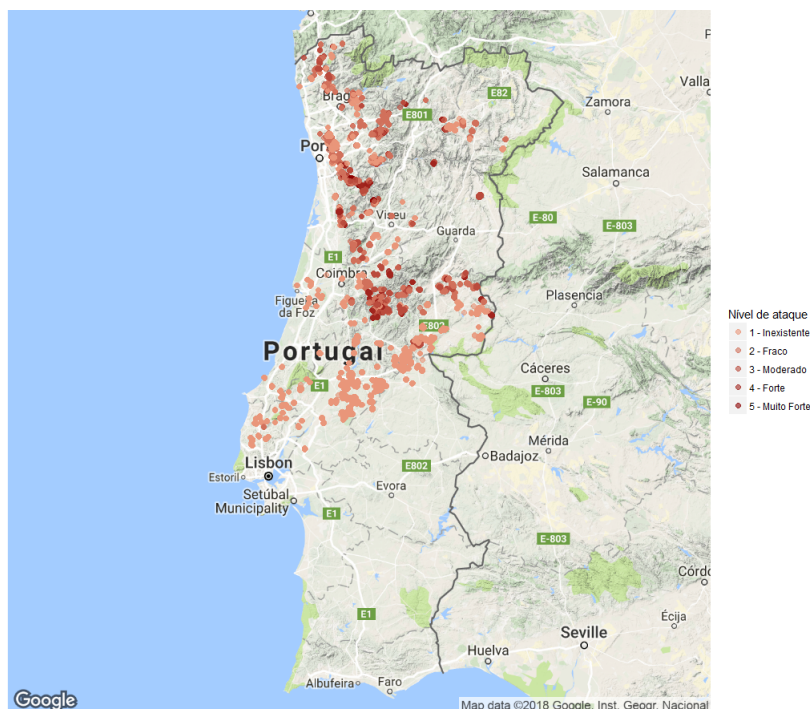 Brag
E801
E82
Zamora
Valla
P
Por
Salamanca
Viseu
E-80
E-803
Guarda
E1
Coimbra
Plasencia
Figueira
da Foz
E802
Portugal
Cáceres
E1
E-803
E-90
Mérida
Lisbon
E802
Badajoz
Estoril
Evora
Setúbal
Municipality
E1
E-803
Córdo
E1
Écija
Seville
Huelva
Albufeira
Faro
Google
Map data ©2018 Google, Inst. Geogr. Nacional
Nível de ataque
1 - Inexistente
2 - Fraco
3 - Moderado
4 - Forte
5 - Muito Forte